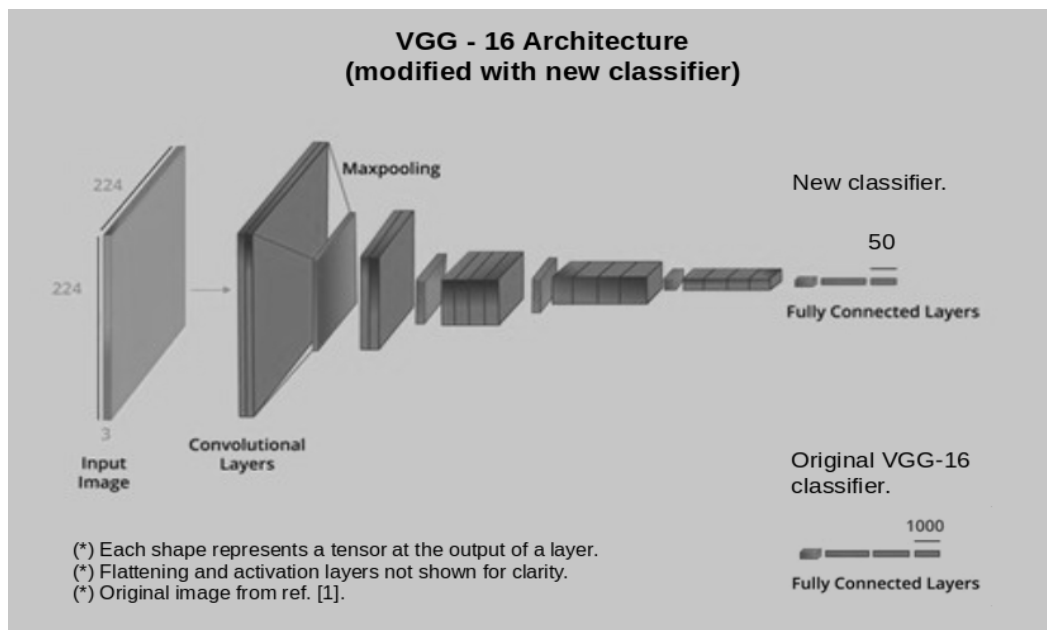 VGG - 16 Architecture
(modified with new classifier)
224
Maxpooling
New classifier.
50
224
Fully Connected Layers
3
Input
Image
Convolutional
Layers
Original VGG-16
classifier.
1000
Fully Connected Layers
(*) Each shape represents a tensor at the output of a layer.
(*) Flattening and activation layers not shown for clarity.
(*) Original image from ref. [1].